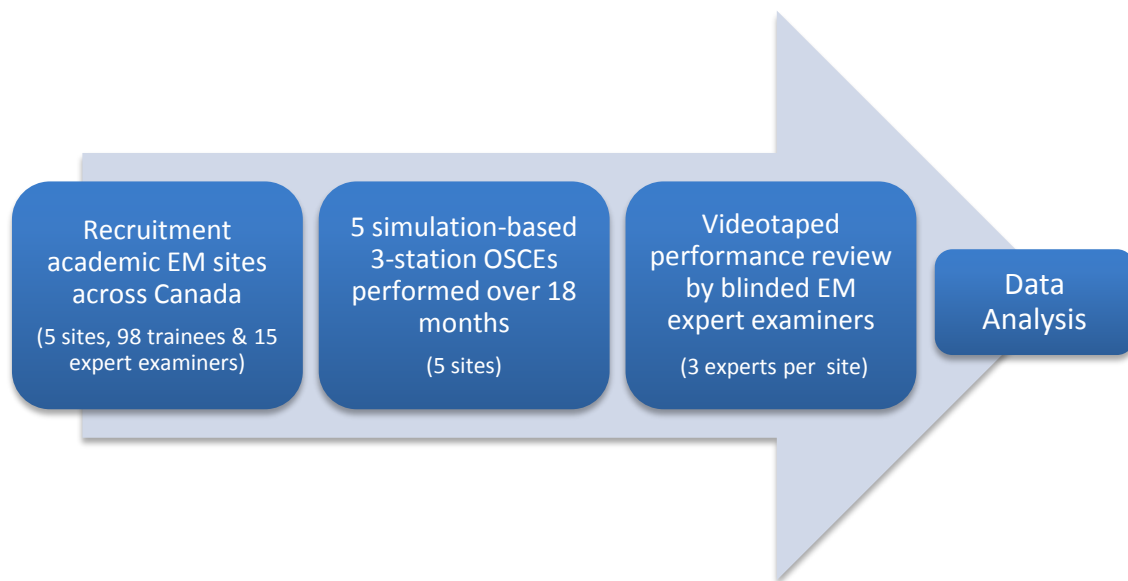 Recruitment
academic EM sites
across Canada
(5 sites, 98 trainees & 15
expert examiners)
5 simulation-based
3-station OSCEs
performed over 18
months
(5 sites)
Videotaped
performance review
by blinded EM
expert examiners
(3 experts per site)
Data
Analysis